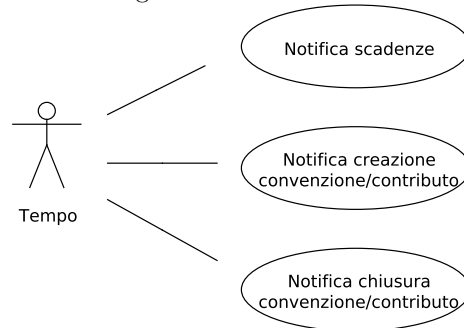 Notifica scadenze
Notifica creazione
convenzione/contributo
Tempo
Notifica chiusura
convenzione/contributo